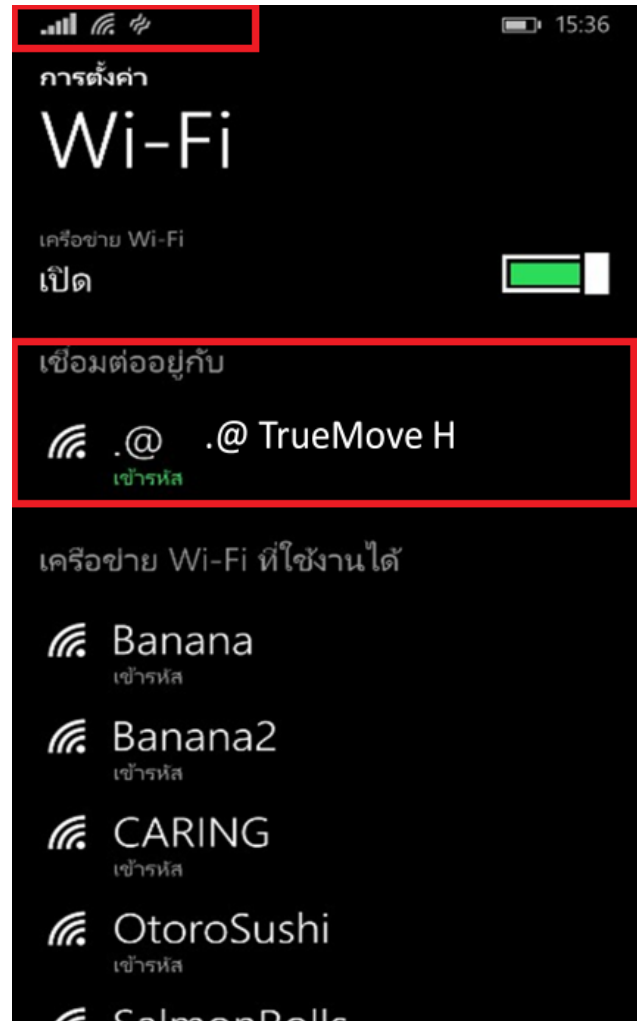 15:36
การตั้งค่า
Wi-Fi
เครือข่าย Wi-Fi
เปิด
เชื่อมต่ออยู่กับ
.@ .@ TrueMove H
เข้ารหัส
เครือข่าย Wi-Fi ที่ใช้งานได้
Banana
เข้ารหัส
Banana2
เข้ารหัส
CARING
เข้ารหัส
OtoroSushi
เข้ารหัส
SalmonRolls